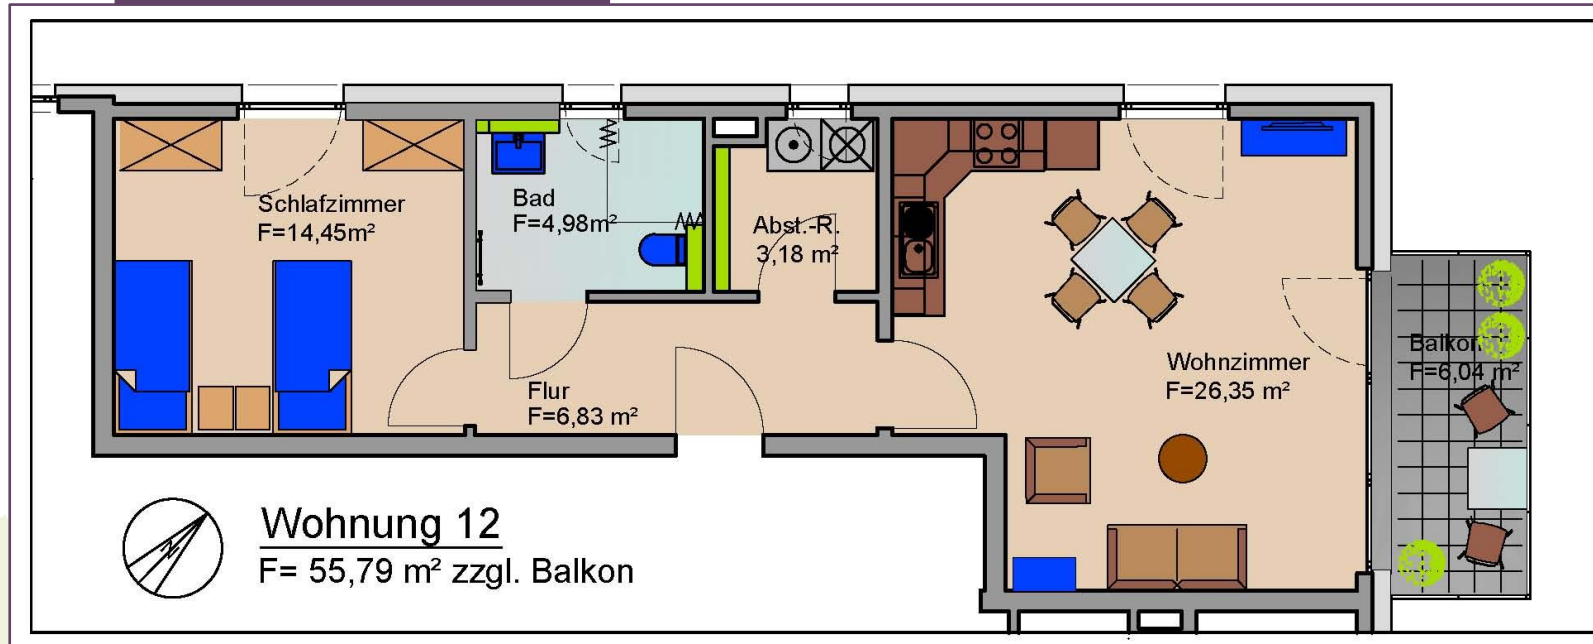 Schlafzimmer
F=14,45m²
Bad
F=4,98m²
Abst.-R.
3,18 m²
Flur
F=6,83 m²
Wohnzimmer
F=26,35 m²
Balkon
F=6,04 m²
N
Wohnung 12
F= 55,79 m² zzgl. Balkon